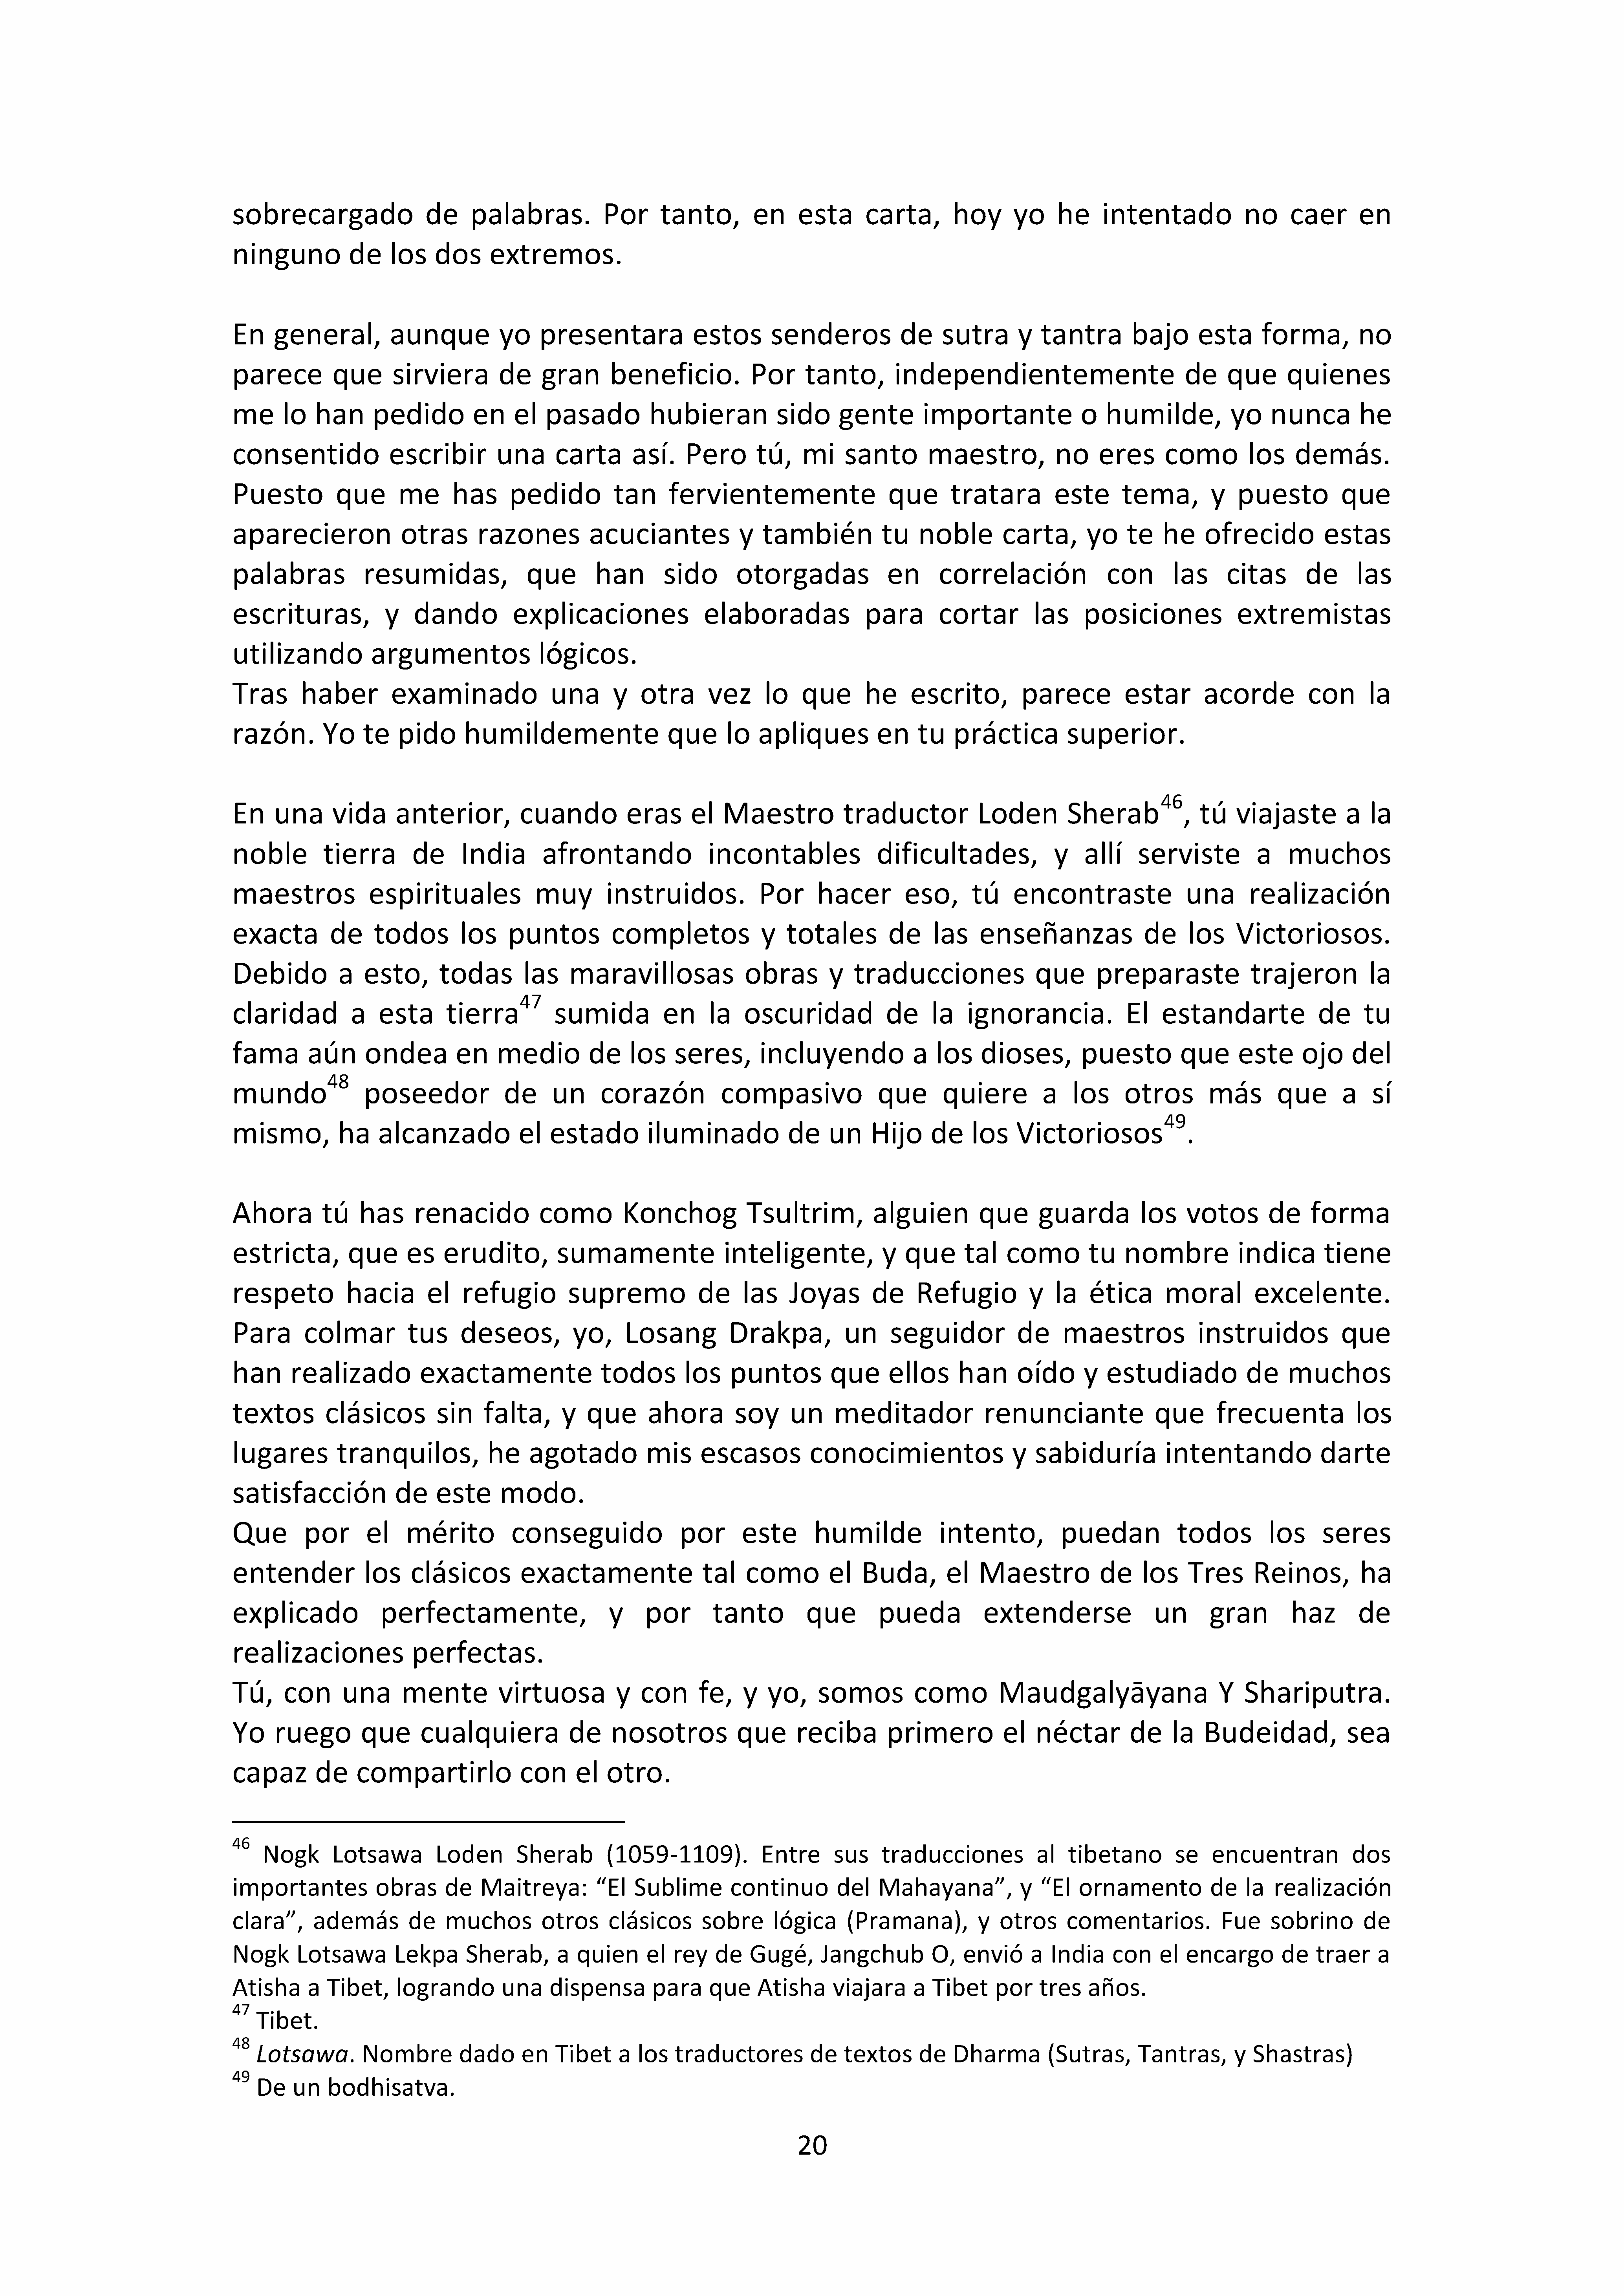 sobrecargado de palabras. Por tanto, en esta carta, hoy yo he intentado no caer en
ninguno de los dos extremos.
En general, aunque yo presentara estos senderos de sutra y tantra bajo esta forma, no
parece que sirviera de gran beneficio. Por tanto, independientemente de que quienes
me lo han pedido en el pasado hubieran sido gente importante o humilde, yo nunca he
consentido escribir una carta así. Pero tú, mi santo maestro, no eres como los demás.
Puesto que me has pedido tan fervientemente que tratara este tema, y puesto que
aparecieron otras razones acuciantes y también tu noble carta, yo te he ofrecido estas
palabras resumidas, que han sido otorgadas en correlación con las citas de las
escrituras, y dando explicaciones elaboradas para cortar las posiciones extremistas
utilizando argumentos lógicos.
Tras haber examinado una y otra vez lo que he escrito, parece estar acorde con la
razón. Yo te pido humildemente que lo apliques en tu práctica superior.
En una vida anterior, cuando eras el Maestro traductor Loden Sherab46, tú viajaste a la
noble tierra de India afrontando incontables dificultades, y allí serviste a muchos
maestros espirituales muy instruidos. Por hacer eso, tú encontraste una realización
exacta de todos los puntos completos y totales de las enseñanzas de los Victoriosos.
Debido a esto, todas las maravillosas obras y traducciones que preparaste trajeron la
claridad a esta tierra47 sumida en la oscuridad de la ignorancia. El estandarte de tu
fama aún ondea en medio de los seres, incluyendo a los dioses, puesto que este ojo del
mundo48 poseedor de un corazón compasivo que quiere a los otros más que a sí
mismo, ha alcanzado el estado iluminado de un Hijo de los Victoriosos49.
Ahora tú has renacido como Konchog Tsultrim, alguien que guarda los votos de forma
estricta, que es erudito, sumamente inteligente, y que tal como tu nombre indica tiene
respeto hacia el refugio supremo de las Joyas de Refugio y la ética moral excelente.
Para colmar tus deseos, yo, Losang Drakpa, un seguidor de maestros instruidos que
han realizado exactamente todos los puntos que ellos han oído y estudiado de muchos
textos clásicos sin falta, y que ahora soy un meditador renunciante que frecuenta los
lugares tranquilos, he agotado mis escasos conocimientos y sabiduría intentando darte
satisfacción de este modo.
Que por el mérito conseguido por este humilde intento, puedan todos los seres
entender los clásicos exactamente tal como el Buda, el Maestro de los Tres Reinos, ha
explicado perfectamente, y por tanto que pueda extenderse un gran haz de
realizaciones perfectas.
Tú, con una mente virtuosa y con fe, y yo, somos como Maudgalyāyana Y Shariputra.
Yo ruego que cualquiera de nosotros que reciba primero el néctar de la Budeidad, sea
capaz de compartirlo con el otro.
46 Nogk Lotsawa Loden Sherab (1059-1109). Entre sus traducciones al tibetano se encuentran dos
importantes obras de Maitreya: “El Sublime continuo del Mahayana”, y “El ornamento de la realización
clara”, además de muchos otros clásicos sobre lógica (Pramana), y otros comentarios. Fue sobrino de
Nogk Lotsawa Lekpa Sherab, a quien el rey de Gugé, Jangchub O, envió a India con el encargo de traer a
Atisha a Tibet, logrando una dispensa para que Atisha viajara a Tibet por tres años.
47 Tibet.
48 Lotsawa. Nombre dado en Tibet a los traductores de textos de Dharma (Sutras, Tantras, y Shastras)
49 De un bodhisatva.
20